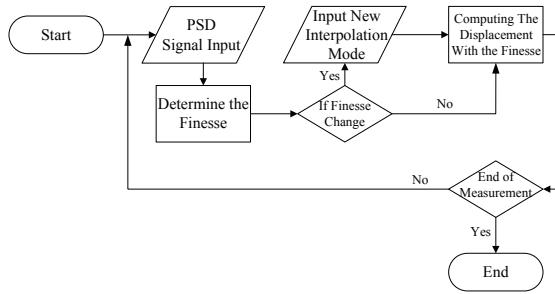 Start
PSD
Signal Input
Input New
Interpolation
Mode
Computing The
Displacement
With the Finesse
Yes
Determine the
Finesse
If Finesse
Change
No
No
End of
Measurement
Yes
End